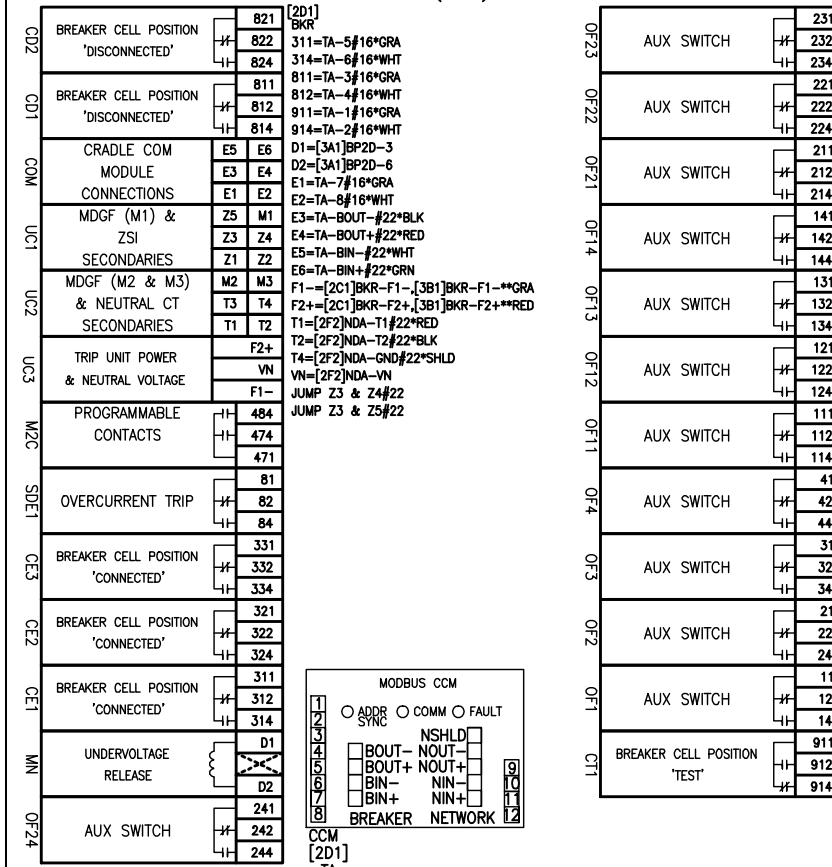 CD2
BREAKER CELL POSITION
'DISCONNECTED'
821
822
824
CD1
BREAKER CELL POSITION
'DISCONNECTED'
811
812
814
COM
CRADLE COM
MODULE
CONNECTIONS
E5 E6
E3 E4
E1 E2
UC1
MDGF (M1) &
ZSI
SECONDARIES
Z5 M1
Z3 Z4
Z1 Z2
UC2
MDGF (M2 & M3)
& NEUTRAL CT
SECONDARIES
M2 M3
T3 T4
T1 T2
UC3
TRIP UNIT POWER
& NEUTRAL VOLTAGE
F2+
VN
F1-
M2C
PROGRAMMABLE
CONTACTS
484
474
471
SDE1
OVERCURRENT TRIP
81
82
84
CE3
BREAKER CELL POSITION
'CONNECTED'
331
332
334
CE2
BREAKER CELL POSITION
'CONNECTED'
321
322
324
CE1
BREAKER CELL POSITION
'CONNECTED'
311
312
314
MN
UNDERVOLTAGE
RELEASE
D1
D2
OF24
AUX SWITCH
241
242
244
[2D1]
BKR
311=TA-5#16*GRA
314=TA-6#16*WHT
811=TA-3#16*GRA
812=TA-4#16*WHT
911=TA-1#16*GRA
914=TA-2#16*WHT
D1=[3A1]BP2D-3
D2=[3A1]BP2D-6
E1=TA-7#16*GRA
E2=TA-8#16*WHT
E3=TA-BOUT-#22*BLK
E4=TA-BOUT+#22*RED
E5=TA-BIN-#22*WHT
E6=TA-BIN+#22*GRN
F1-=[2C1]BKR-F1-,[3B1]BKR-F1-**GRA
F2+=[2C1]BKR-F2+,[3B1]BKR-F2+**RED
T1=[2F2]NDA-T1#22*RED
T2=[2F2]NDA-T2#22*BLK
T4=[2F2]NDA-GND#22*SHLD
VN=[2F2]NDA-VN
JUMP Z3 & Z4#22
JUMP Z3 & Z5#22
MODBUS CCM
ADDR SYNC COMM FAULT
1
2
3
4
5
6
7
8
NSHLD
BOUT- NOUT-
BOUT+ NOUT+
BIN- NIN-
BIN+ NIN+
9
10
11
12
BREAKER NETWORK
CCM
[2D1]
TA
OF23
AUX SWITCH
231
232
234
OF22
AUX SWITCH
221
222
224
OF21
AUX SWITCH
211
212
214
OF14
AUX SWITCH
141
142
144
OF13
AUX SWITCH
131
132
134
OF12
AUX SWITCH
121
122
124
OF11
AUX SWITCH
111
112
114
OF4
AUX SWITCH
41
42
44
OF3
AUX SWITCH
31
32
34
OF2
AUX SWITCH
21
22
24
OF1
AUX SWITCH
11
12
14
CT1
BREAKER CELL POSITION
'TEST'
911
912
914